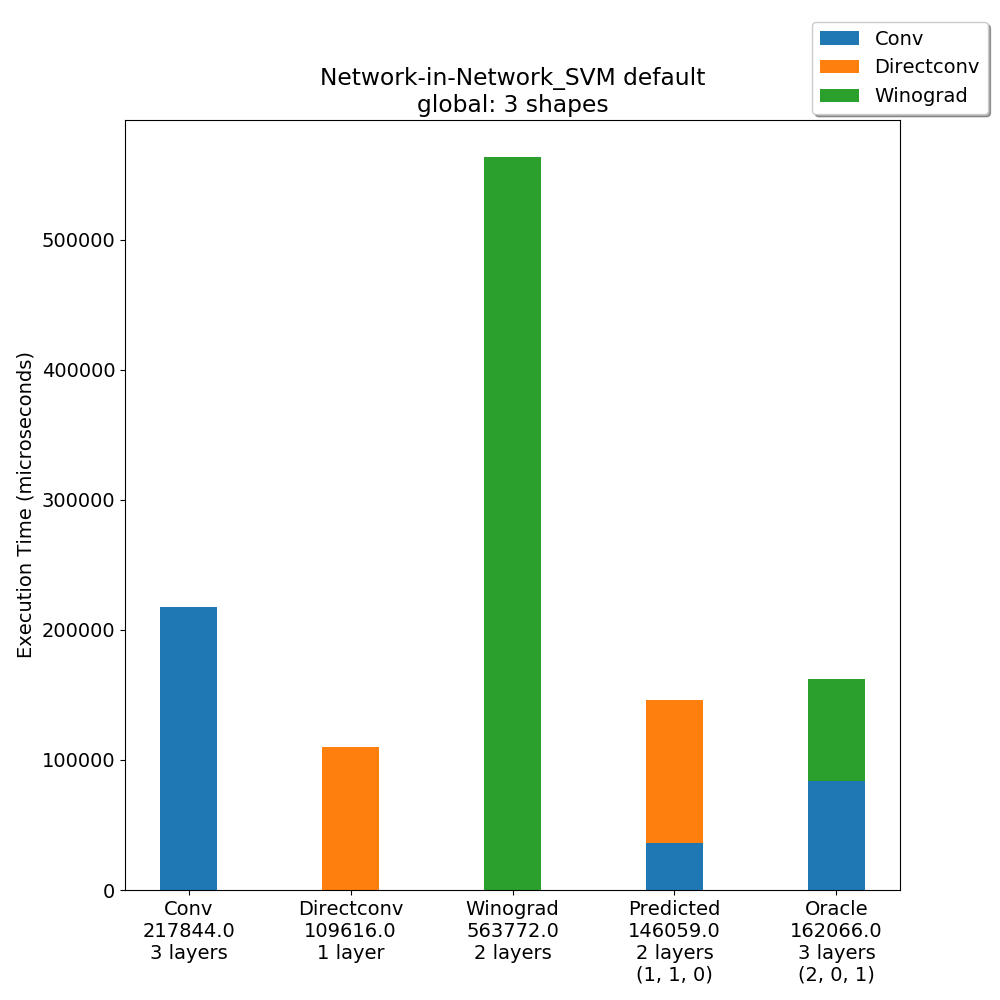 Conv
Directconv
Winograd
Network-in-Network_SVM default
global: 3 shapes
Execution Time (microseconds)
500000
400000
300000
200000
100000
0
Conv
217844.0
3 layers
Directconv
109616.0
1 layer
Winograd
563772.0
2 layers
Predicted
146059.0
2 layers
(1, 1, 0)
Oracle
162066.0
3 layers
(2, 0, 1)